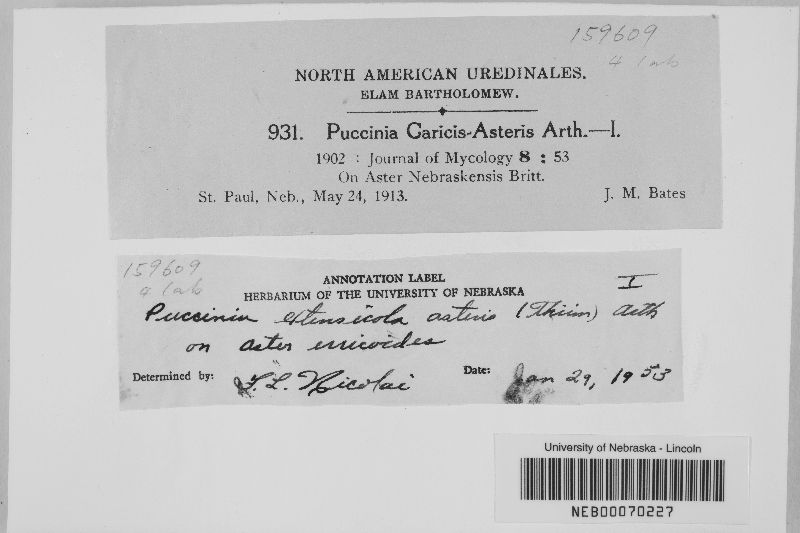 159609
4 lab
NORTH AMERICAN UREDINALES.
ELAM BARTHOLOMEW.
931. Puccinia Caricis-Asteris Arth.—I.
1902 : Journal of Mycology 8 : 53
On Aster Nebraskensis Britt.
St. Paul, Neb., May 24, 1913. J. M. Bates
159609
4 lab
ANNOTATION LABEL I
HERBARIUM OF THE UNIVERSITY OF NEBRASKA
Puccinia extensicola asteris (Thüm) Arth
on aster erricoides
Determined by: T. L. Nicolai Date: Jan 29, 1953
University of Nebraska - Lincoln
NEB00070227